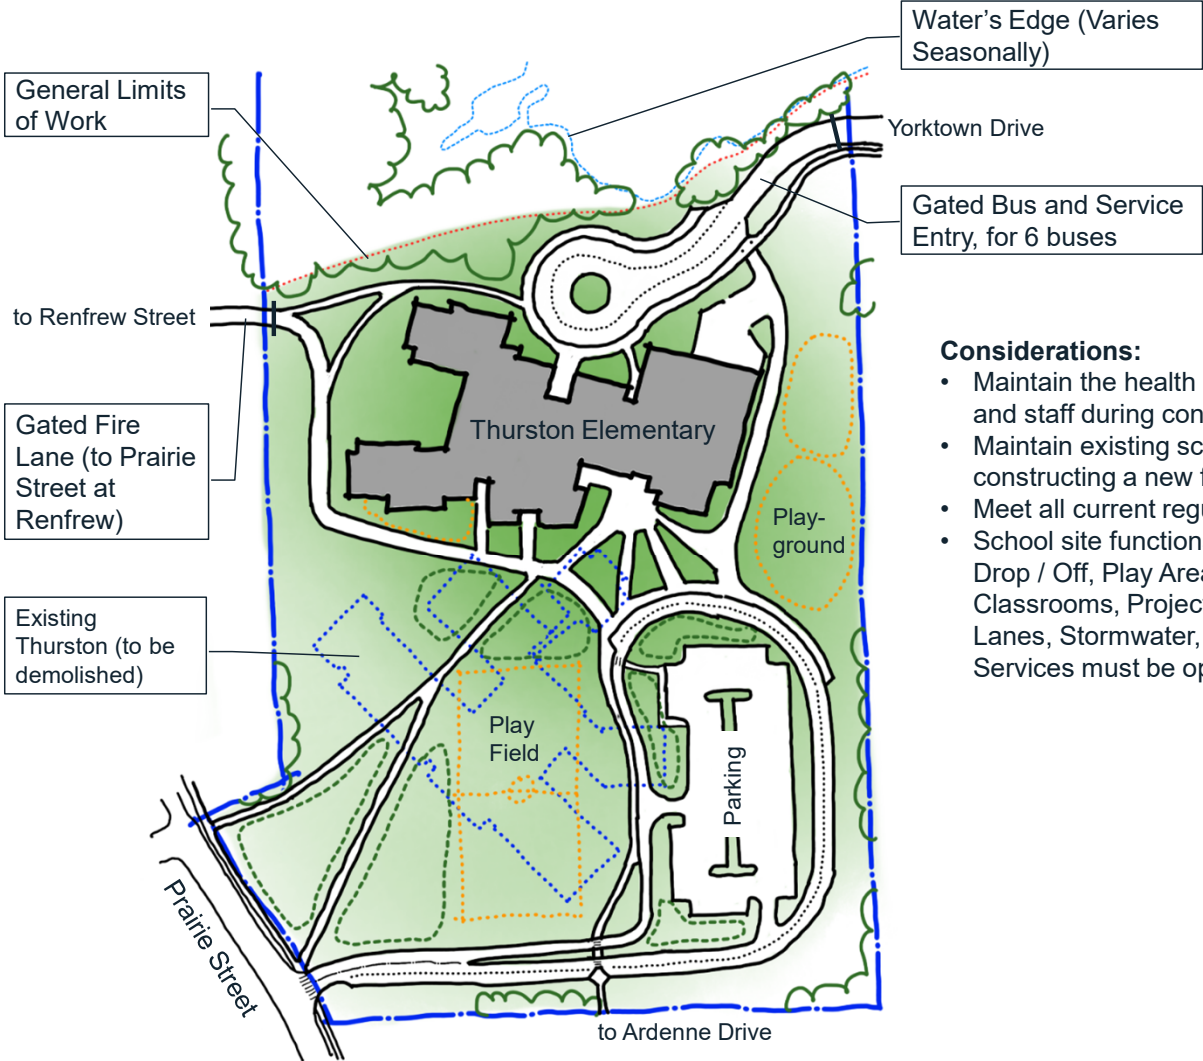 Water’s Edge (Varies
Seasonally)
General Limits
of Work
Yorktown Drive
Gated Bus and Service
Entry, for 6 buses
to Renfrew Street
Considerations:
• Maintain the health
and staff during con
• Maintain existing sc
constructing a new
• Meet all current regu
• School site function
Drop / Off, Play Area
Classrooms, Projec
Lanes, Stormwater,
Services must be op
Gated Fire
Lane (to Prairie
Street at
Renfrew)
Thurston Elementary
Play-
ground
Existing
Thurston (to be
demolished)
Play
Field
Parking
Prairie Street
to Ardenne Drive